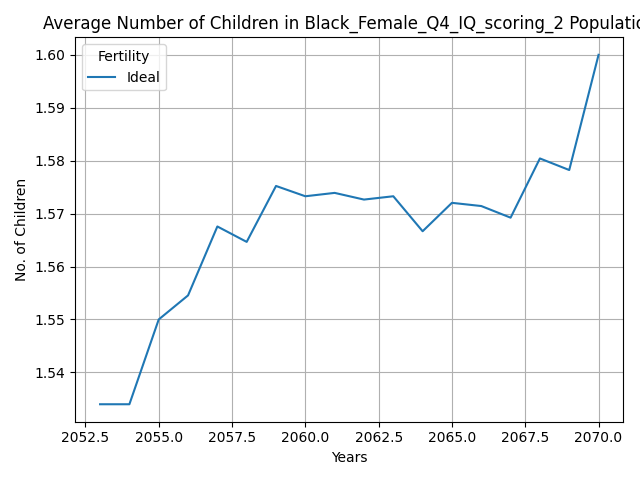 Average Number of Children in Black_Female_Q4_IQ_scoring_2 Populatio
Fertility
Ideal
No. of Children
1.60
1.59
1.58
1.57
1.56
1.55
1.54
2052.5 2055.0 2057.5 2060.0 2062.5 2065.0 2067.5 2070.0
Years